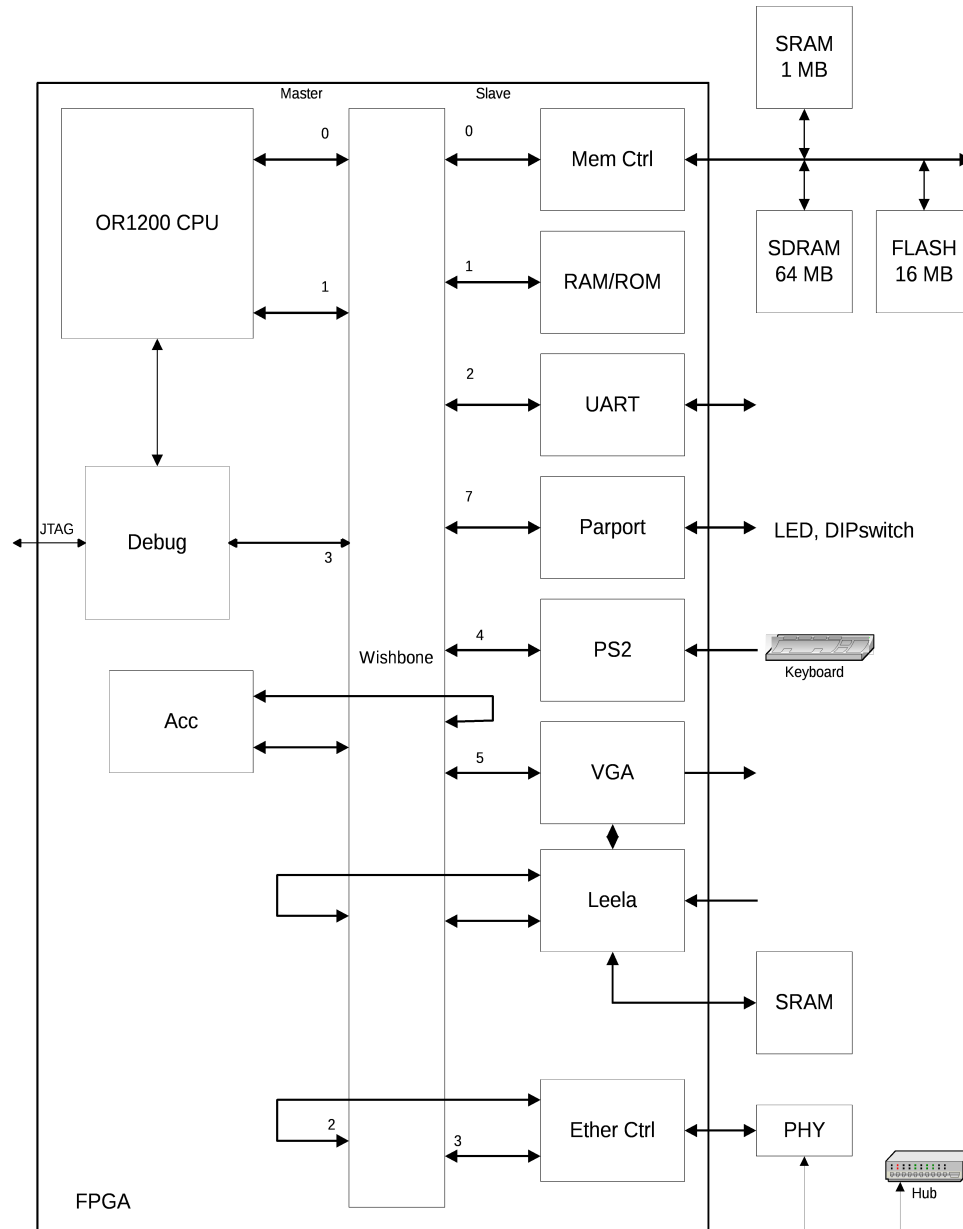 SRAM
1 MB
Master
Slave
0
0
Mem Ctrl
OR1200 CPU
SDRAM
64 MB
FLASH
16 MB
1
1
RAM/ROM
2
UART
7
Parport
LED, DIPswitch
JTAG
Debug
3
4
PS2
Wishbone
Keyboard
Acc
5
VGA
Leela
SRAM
2
3
Ether Ctrl
PHY
Hub
FPGA